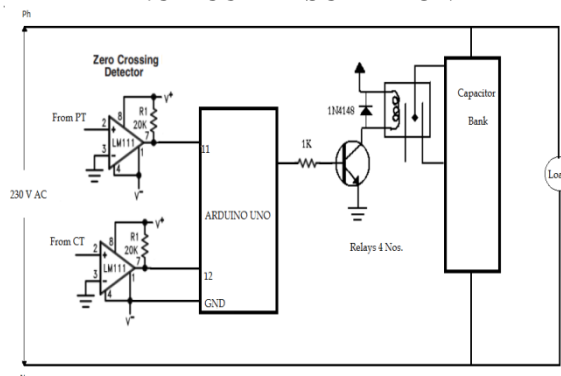 Ph
Zero Crossing
Detector
V+
8
R1
20K
From PT
2
7
LM111
3
1
4
V-
11
1N4148
1K
Capacitor
Bank
230 V AC
ARDUINO UNO
Relays 4 Nos.
V+
8
R1
20K
From CT
2
7
LM111
3
1
4
V-
12
GND